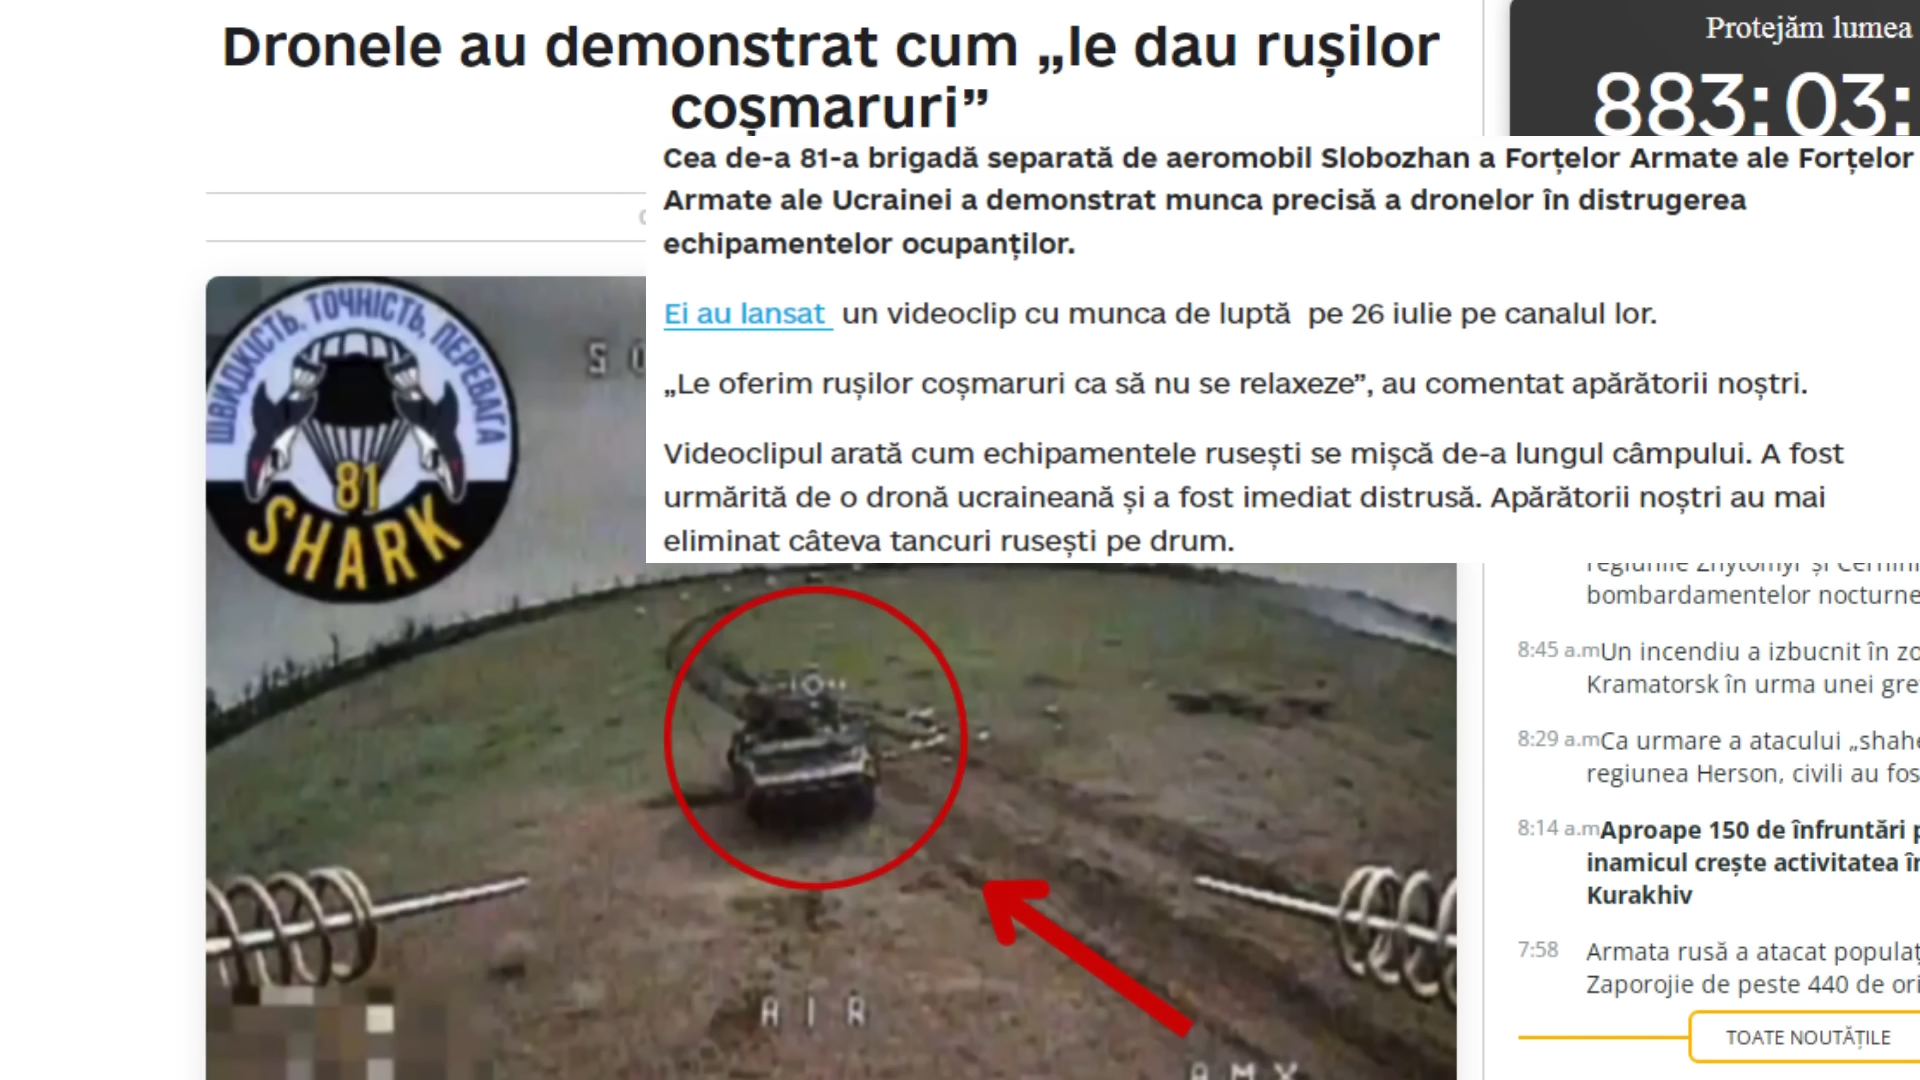 Dronele au demonstrat cum „le dau rușilor
coșmaruri”
Protejăm lumea
883:03:
Cea de-a 81-a brigadă separată de aeromobil Slobozhan a Forțelor Armate ale Forțelor
Armate ale Ucrainei a demonstrat munca precisă a dronelor în distrugerea
echipamentelor ocupanților.
Ei au lansat un videoclip cu munca de luptă pe 26 iulie pe canalul lor.
„Le oferim rușilor coșmaruri ca să nu se relaxeze”, au comentat apărătorii noștri.
Videoclipul arată cum echipamentele rusești se mișcă de-a lungul câmpului. A fost
urmărită de o dronă ucraineană și a fost imediat distrusă. Apărătorii noștri au mai
eliminat câteva tancuri rusești pe drum.
ШВИДКІСТЬ, ТОЧНІСТЬ, ПЕРЕВАГА
81
SHARK
AIR
bombardamentelor nocturne
8:45 a.m Un incendiu a izbucnit în
Kramatorsk în urma unei
8:29 a.m Ca urmare a atacului
regiunea Herson, civili au
8:14 a.m Aproape 150 de înfruntări
inamicul crește activitatea
Kurakhiv
7:58 Armata rusă a atacat
Zaporojie de peste 440 de
TOATE NOUTĂȚILE